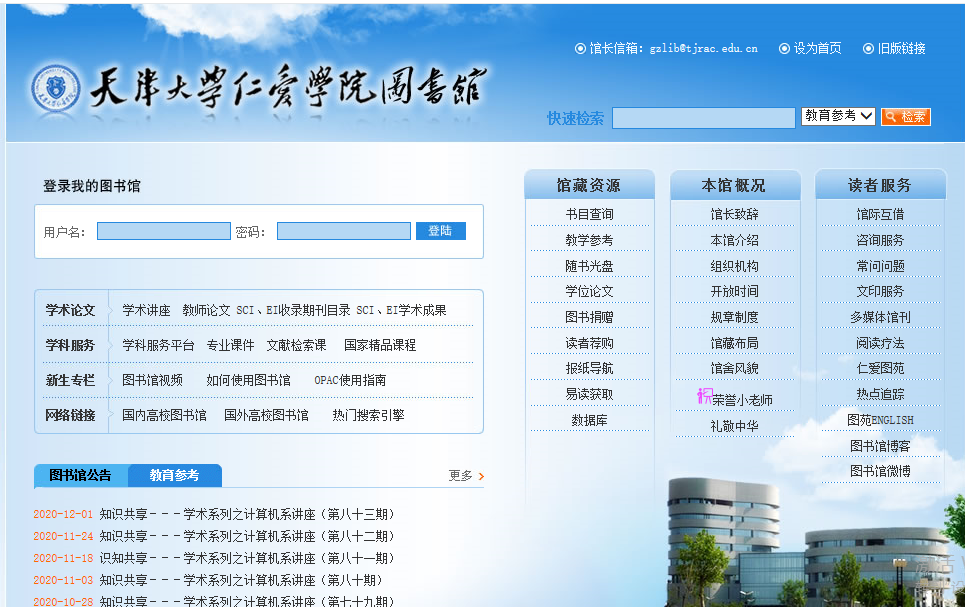 馆长信箱：gzlib@tjrac.edu.cn 设为首页 旧版链接
天津大学仁爱學院圖書館
快速检索 教育参考 检索
登录我的图书馆
用户名： 密码： 登陆
学术论文 学术讲座 教师论文 SCI、EI收录期刊目录 SCI、EI学术成果
学科服务 学科服务平台 专业课件 文献检索课 国家精品课程
新生专栏 图书馆视频 如何使用图书馆 OPAC使用指南
网络链接 国内高校图书馆 国外高校图书馆 热门搜索引擎
图书馆公告 教育参考 更多
2020-12-01 知识共享－－－学术系列之计算机系讲座（第八十三期）
2020-11-24 知识共享－－－学术系列之计算机系讲座（第八十二期）
2020-11-18 识知共享－－－学术系列之计算机系讲座（第八十一期）
2020-11-03 知识共享－－－学术系列之计算机系讲座（第八十期）
2020-10-28 知识共享－－－学术系列之计算机系讲座（第七十九期）
馆藏资源
书目查询
教学参考
随书光盘
学位论文
图书捐赠
读者荐购
报纸导航
易读获取
数据库
本馆概况
馆长致辞
本馆介绍
组织机构
开放时间
规章制度
馆藏布局
馆舍风貌
荣誉小老师
礼敬中华
读者服务
馆际互借
咨询服务
常问问题
文印服务
多媒体馆刊
阅读疗法
仁爱图苑
热点追踪
图苑ENGLISH
图书馆博客
图书馆微博